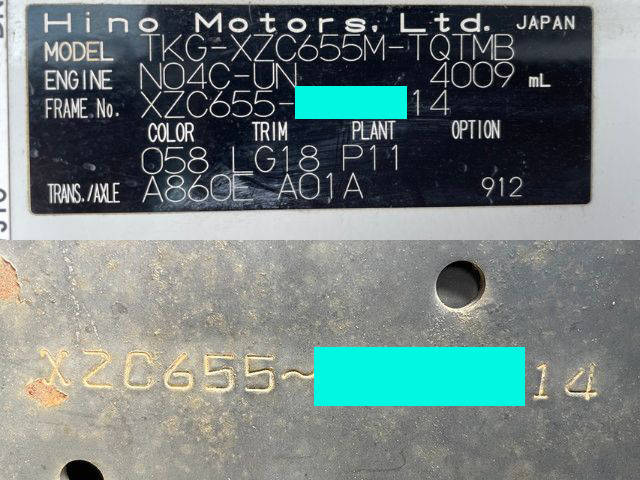 Hino Motors, Ltd. JAPAN
MODEL TKG-XZC655M-TQTMB
ENGINE N04C-UN 4009 mL
FRAME No. XZC655- 14
COLOR TRIM PLANT OPTION
058 LG18 P11
TRANS./AXLE A860E A01A 912
XZC655~ 14